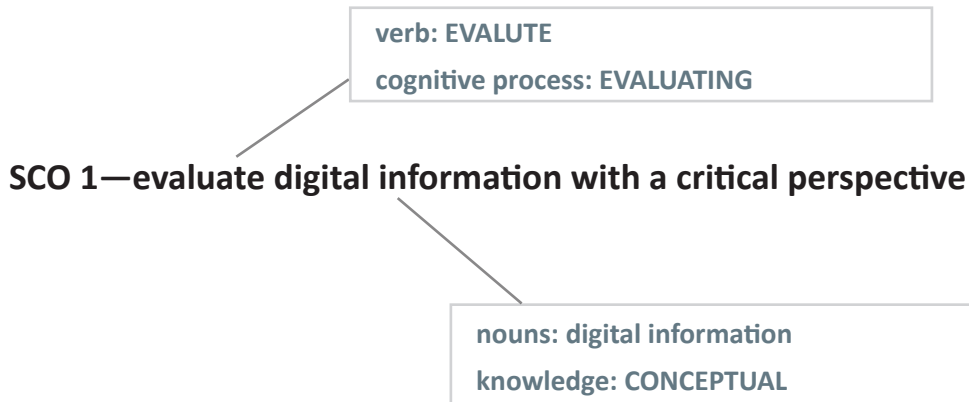 verb: EVALUTE
cognitive process: EVALUATING
SCO 1—evaluate digital information with a critical perspective
nouns: digital information
knowledge: CONCEPTUAL